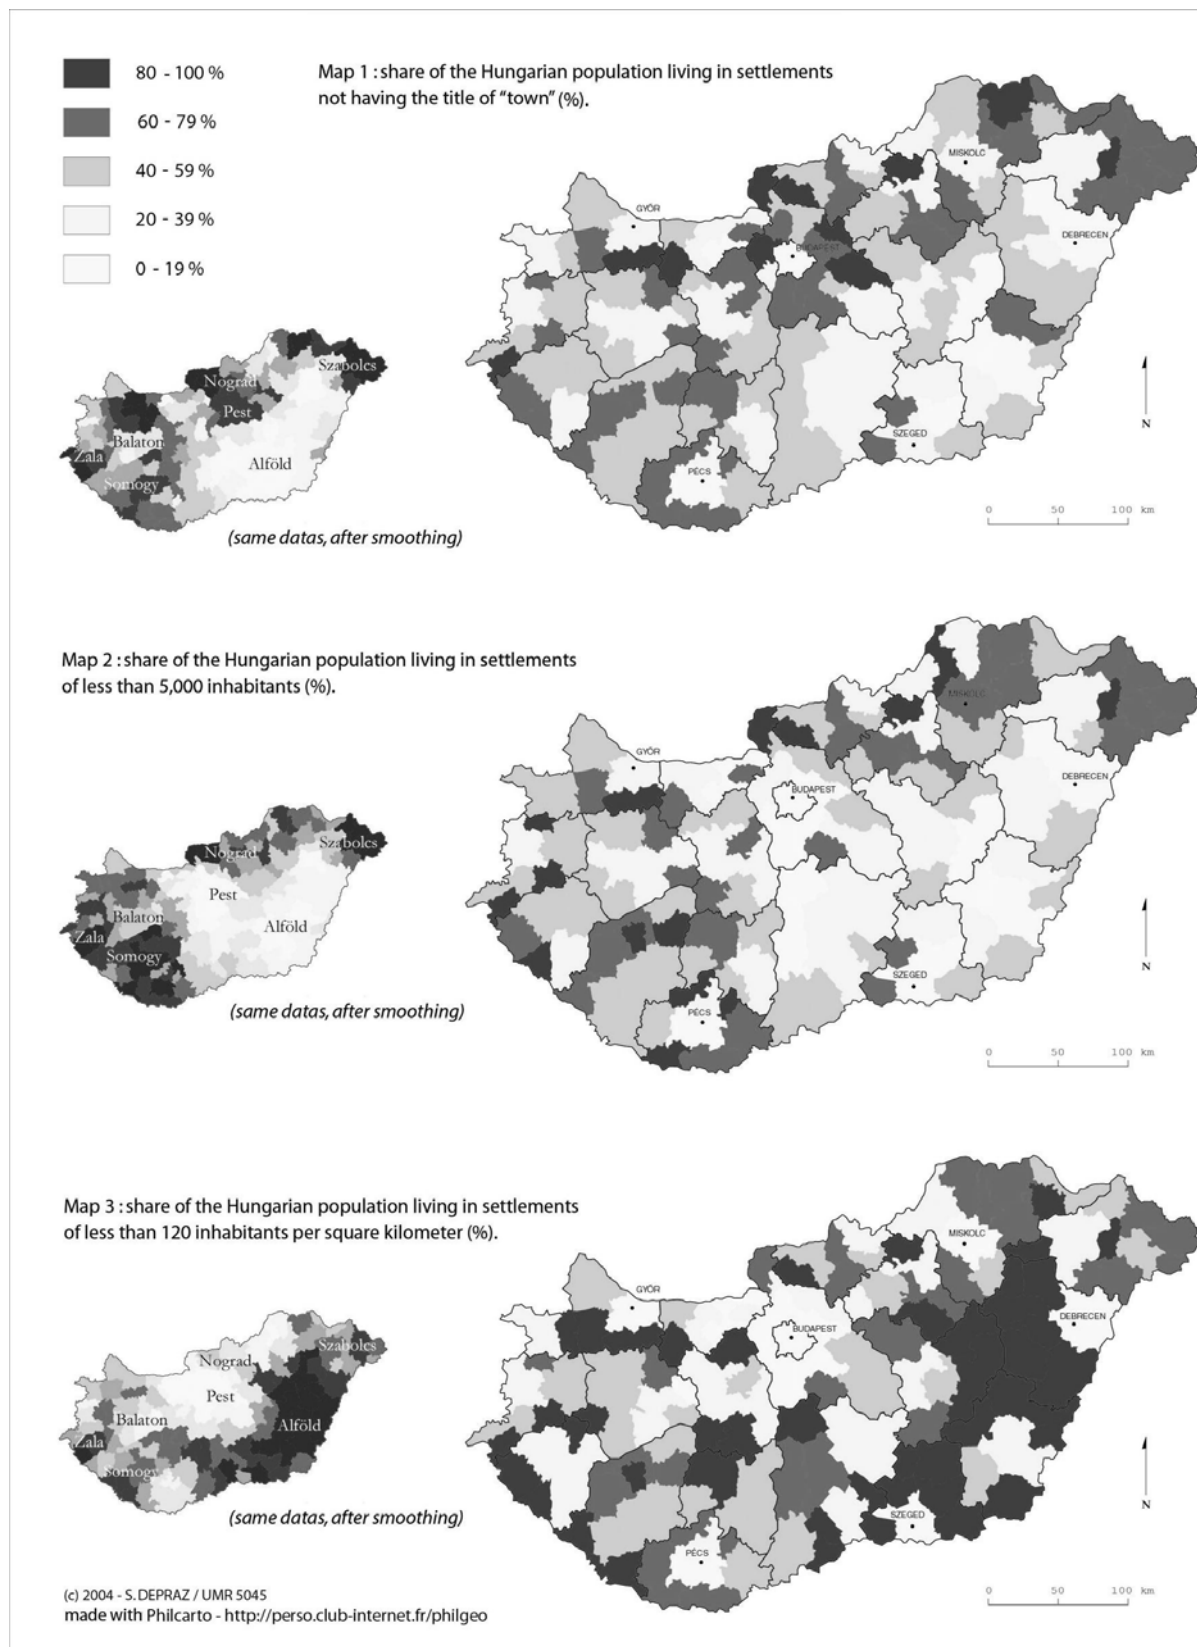 80 - 100 %
60 - 79 %
40 - 59 %
20 - 39 %
0 - 19 %
Map 1 : share of the Hungarian population living in settlements
not having the title of "town" (%).
MISKOLC
GYŐR
DEBRECEN
BUDAPEST
SZEGED
PÉCS
N
0 50 100 km
Szabolcs
Nograd
Pest
Balaton
Zala
Alföld
Somogy
(same datas, after smoothing)
Map 2 : share of the Hungarian population living in settlements
of less than 5,000 inhabitants (%).
MISKOLC
GYŐR
DEBRECEN
BUDAPEST
SZEGED
PÉCS
N
0 50 100 km
Szabolcs
Nograd
Pest
Balaton
Alföld
Zala
Somogy
(same datas, after smoothing)
Map 3 : share of the Hungarian population living in settlements
of less than 120 inhabitants per square kilometer (%).
MISKOLC
GYŐR
DEBRECEN
BUDAPEST
SZEGED
PÉCS
N
0 50 100 km
Szabolcs
Nograd
Pest
Balaton
Alföld
Zala
Somogy
(same datas, after smoothing)
(c) 2004 - S. DEPRAZ / UMR 5045
made with Philcarto - http://perso.club-internet.fr/philgeo